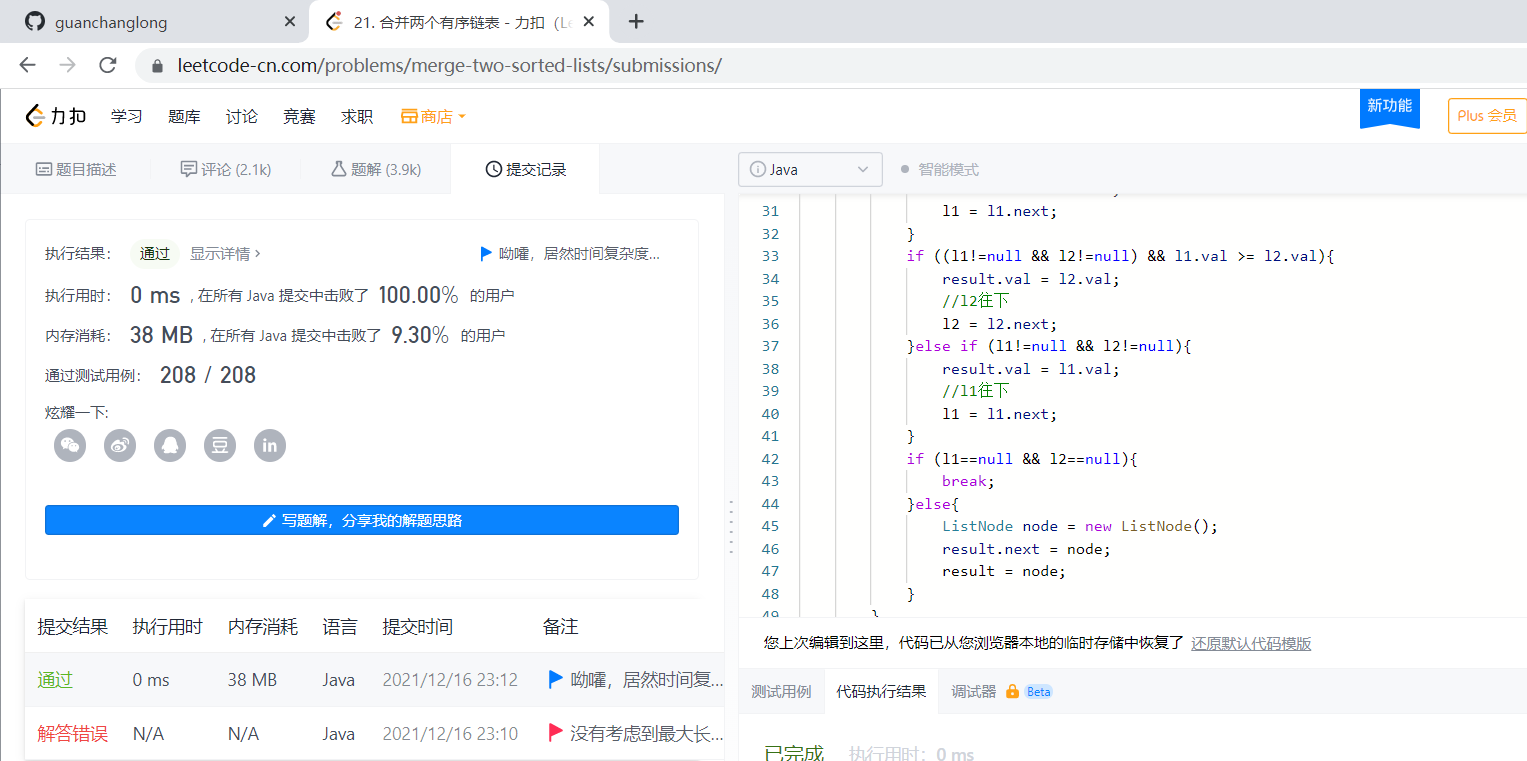 guanchanglong
21. 合并两个有序链表 - 力扣（Le
leetcode-cn.com/problems/merge-two-sorted-lists/submissions/
力扣 学习 题库 讨论 竞赛 求职 商店 新功能 Plus 会员
题目描述 评论 (2.1k) 题解 (3.9k) 提交记录
Java 智能模式
执行结果： 通过 显示详情 > 呦嚯，居然时间复杂度...
执行用时： 0 ms , 在所有 Java 提交中击败了 100.00% 的用户
内存消耗： 38 MB , 在所有 Java 提交中击败了 9.30% 的用户
通过测试用例： 208 / 208
炫耀一下:
in
写题解，分享我的解题思路
提交结果 执行用时 内存消耗 语言 提交时间 备注
通过 0 ms 38 MB Java 2021/12/16 23:12 呦嚯，居然时间复...
解答错误 N/A N/A Java 2021/12/16 23:10 没有考虑到最大长...
31 l1 = l1.next;
32 }
33 if ((l1!=null && l2!=null) && l1.val >= l2.val){
34 result.val = l2.val;
35 //l2往下
36 l2 = l2.next;
37 }else if (l1!=null && l2!=null){
38 result.val = l1.val;
39 //l1往下
40 l1 = l1.next;
41 }
42 if (l1==null && l2==null){
43 break;
44 }else{
45 ListNode node = new ListNode();
46 result.next = node;
47 result = node;
48 }
49 }
您上次编辑到这里，代码已从您浏览器本地的临时存储中恢复了 还原默认代码模版
测试用例 代码执行结果 调试器 Beta
已完成 执行用时：0 ms